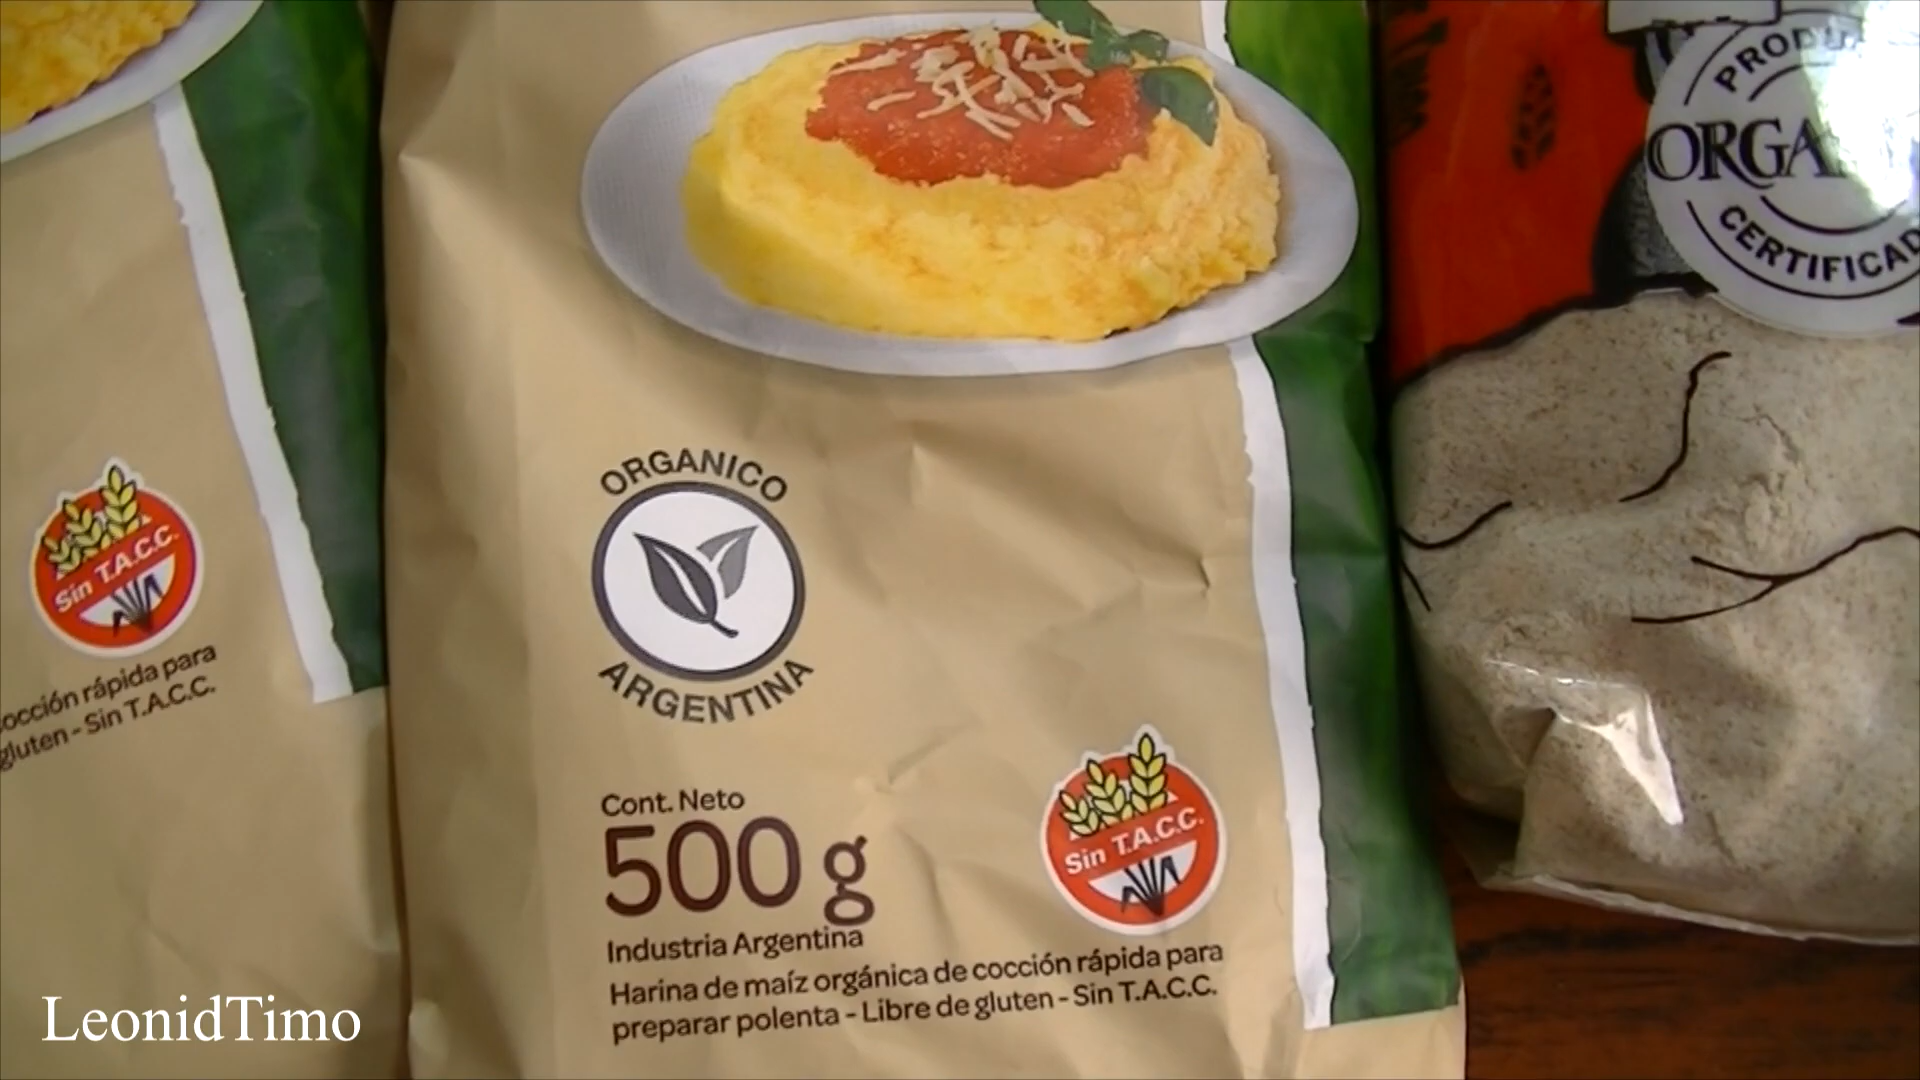 ORGANICO
ARGENTINA
Cont. Neto
500 g
Industria Argentina
Harina de maíz orgánica de cocción rápida para
preparar polenta - Libre de gluten - Sin T.A.C.C.
Sin T.A.C.C.
Sin T.A.C.C.
cocción rápida para
gluten - Sin T.A.C.C.
LeonidTimo